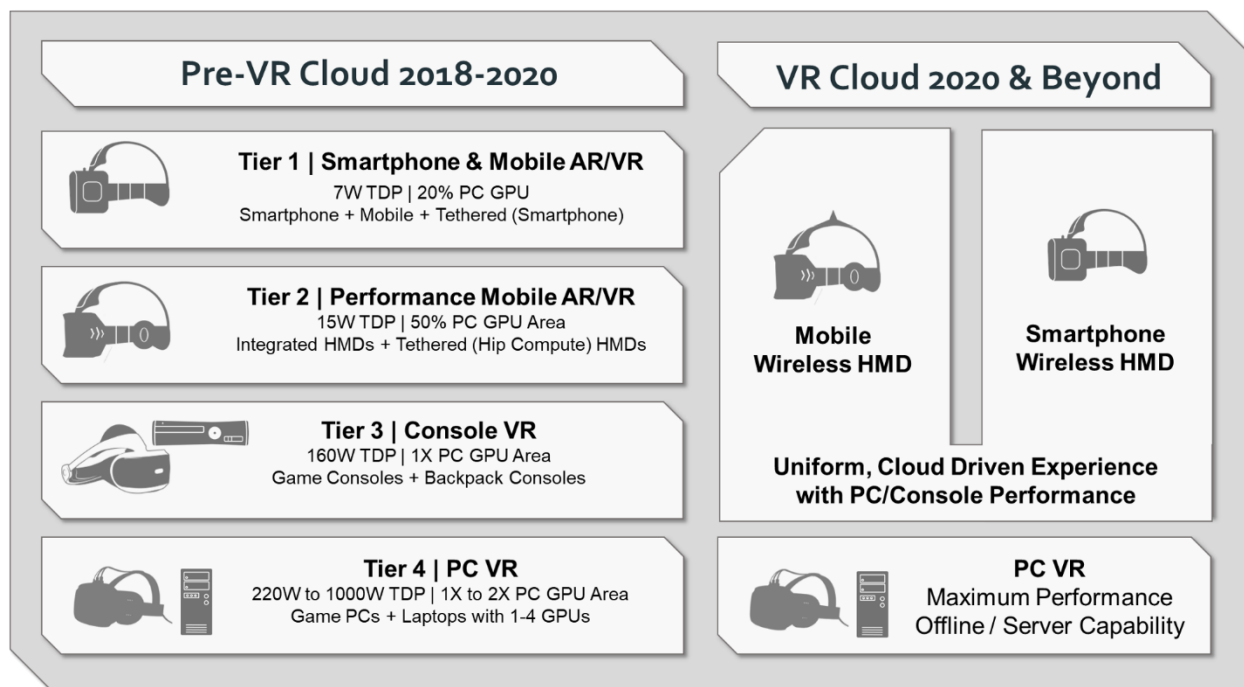 Pre-VR Cloud 2018-2020
Tier 1 | Smartphone & Mobile AR/VR
7W TDP | 20% PC GPU
Smartphone + Mobile + Tethered (Smartphone)
Tier 2 | Performance Mobile AR/VR
15W TDP | 50% PC GPU Area
Integrated HMDs + Tethered (Hip Compute) HMDs
Tier 3 | Console VR
160W TDP | 1X PC GPU Area
Game Consoles + Backpack Consoles
Tier 4 | PC VR
220W to 1000W TDP | 1X to 2X PC GPU Area
Game PCs + Laptops with 1-4 GPUs
VR Cloud 2020 & Beyond
Mobile
Wireless HMD
Smartphone
Wireless HMD
Uniform, Cloud Driven Experience
with PC/Console Performance
PC VR
Maximum Performance
Offline / Server Capability